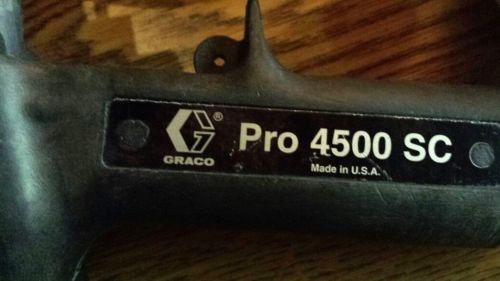 G ®
GRACO
Pro 4500 SC
Made in U.S.A.